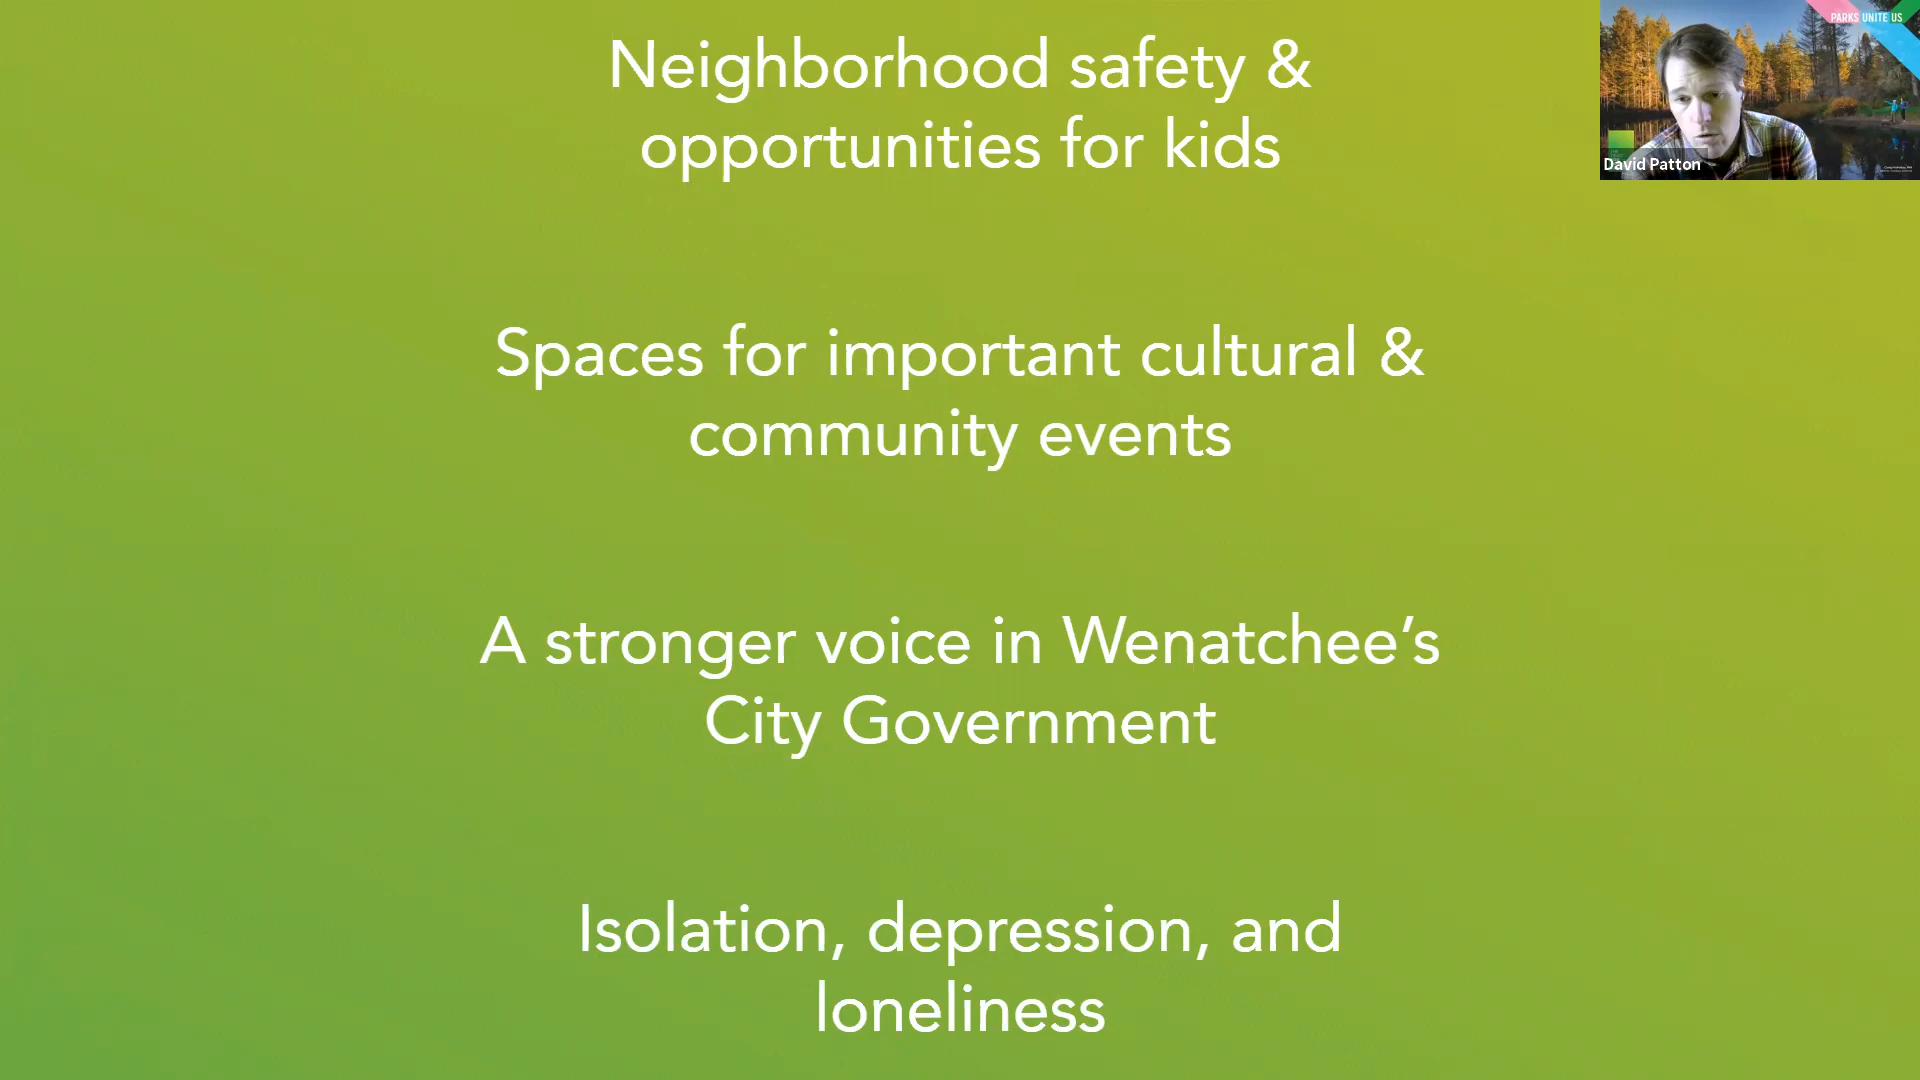 Neighborhood safety &
opportunities for kids
PARKS UNITE US
David Patton
Spaces for important cultural &
community events
A stronger voice in Wenatchee’s
City Government
Isolation, depression, and
loneliness